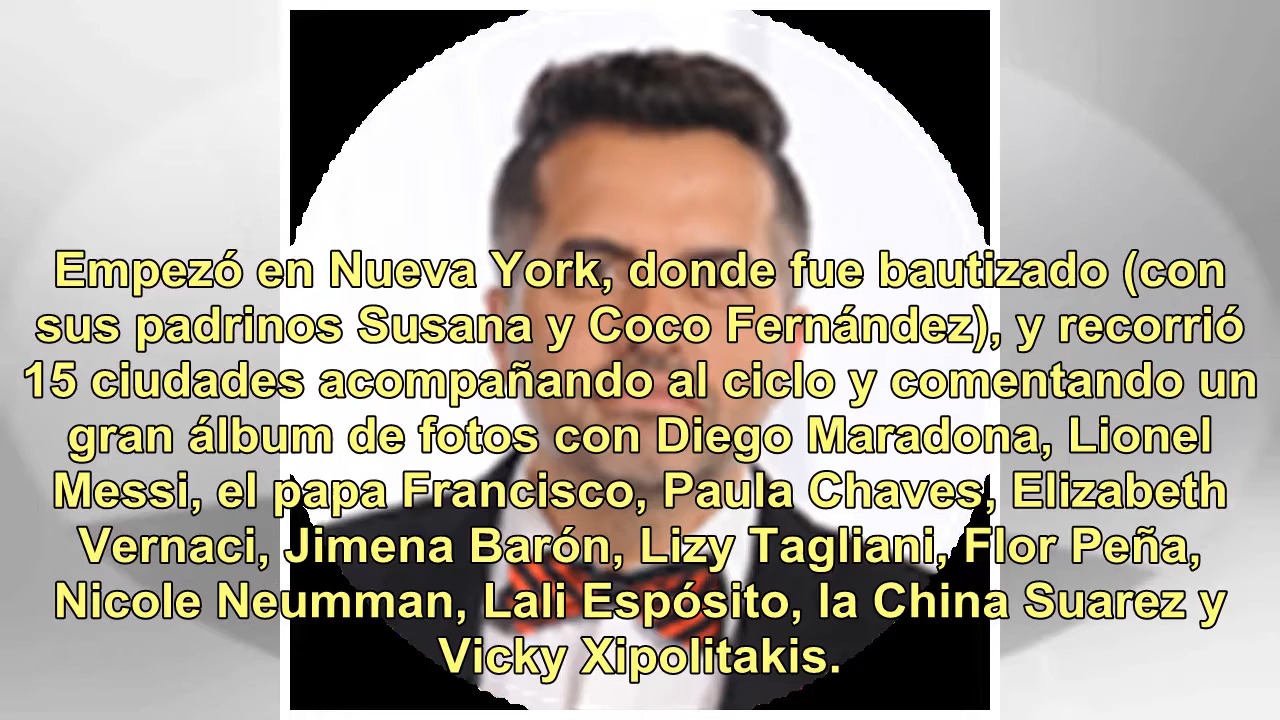 Empezó en Nueva York, donde fue bautizado (con
sus padrinos Susana y Coco Fernández), y recorrió
15 ciudades acompañando al ciclo y comentando un
gran álbum de fotos con Diego Maradona, Lionel
Messi, el papa Francisco, Paula Chaves, Elizabeth
Vernaci, Jimena Barón, Lizy Tagliani, Flor Peña,
Nicole Neumman, Lali Espósito, la China Suarez y
Vicky Xipolitakis.